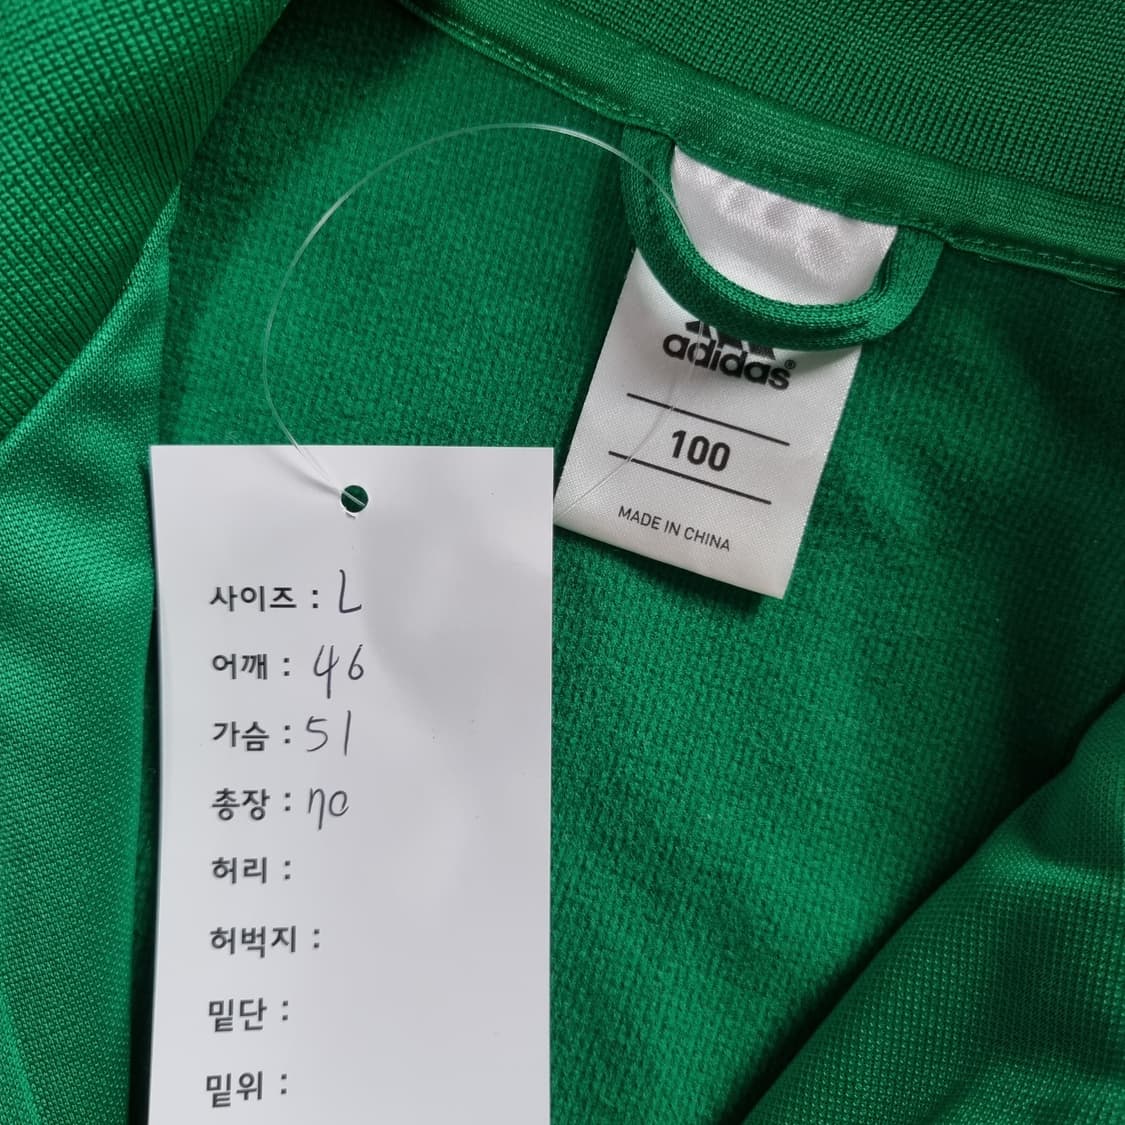 adidas®
100
MADE IN CHINA
사이즈 : L
어깨 : 46
가슴 : 51
총장 : 70
허리 :
허벅지 :
밑단 :
밑위 :